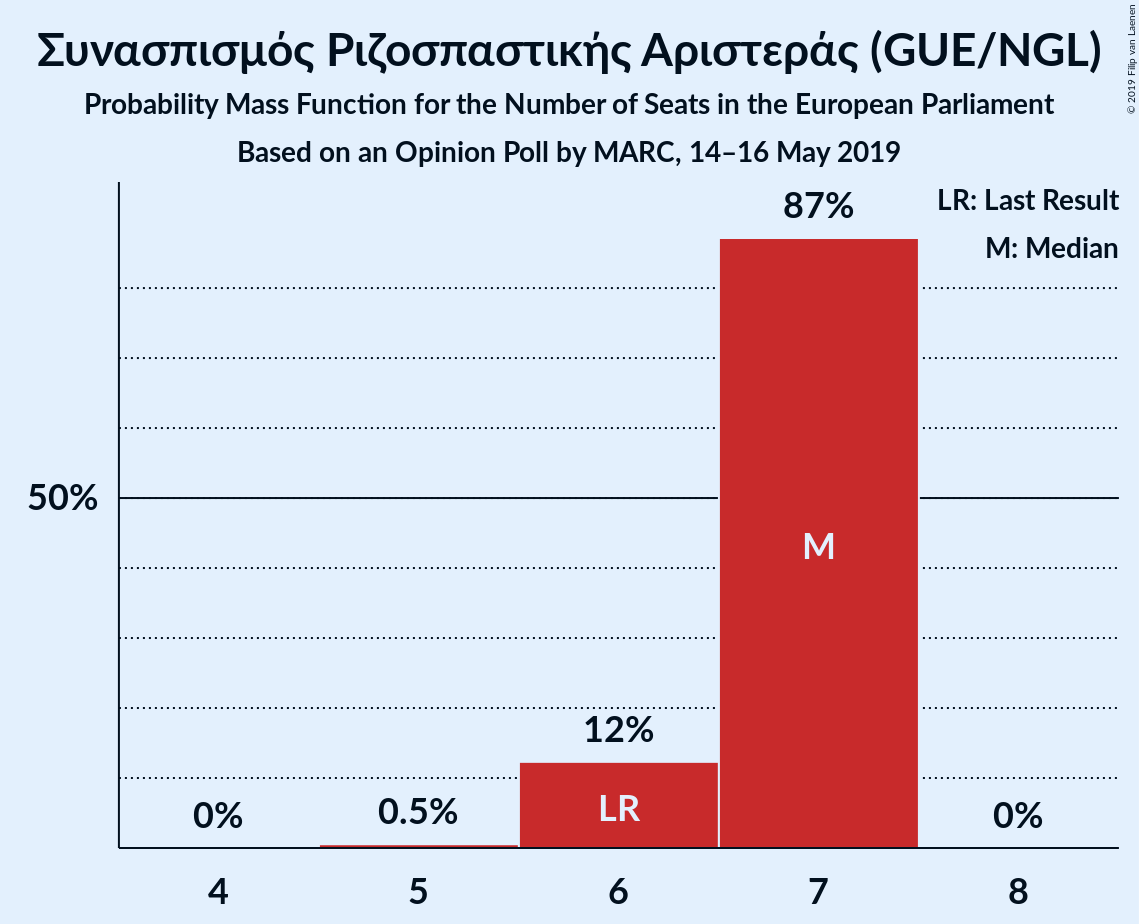 Συνασπισμός Ριζοσπαστικής Αριστεράς (GUE/NGL)
Probability Mass Function for the Number of Seats in the European Parliament
Based on an Opinion Poll by MARC, 14–16 May 2019
© 2019 Filip van Laenen
LR: Last Result
M: Median
87%
50%
M
12%
LR
0%
0.5%
0%
4
5
6
7
8